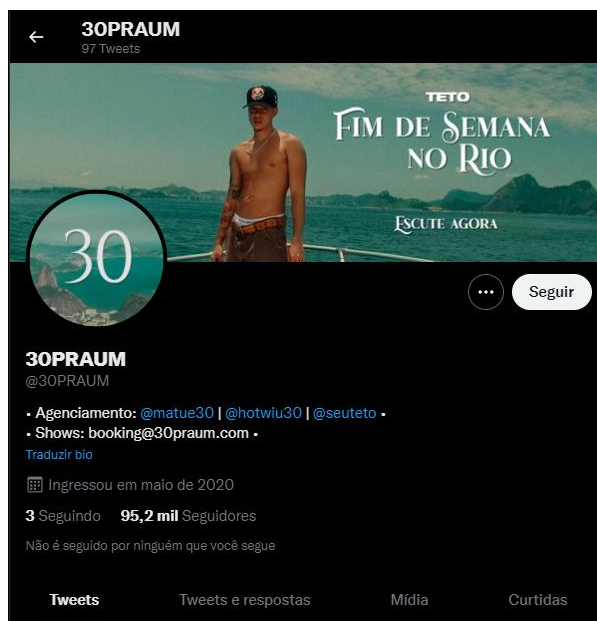 30PRAUM
97 Tweets
TETO
FIM DE SEMANA
NO RIO
ESCUTE AGORA
30
Seguir
30PRAUM
@30PRAUM
• Agenciamento: @matue30 | @hotwiu30 | @seuteto •
• Shows: booking@30praum.com •
Traduzir bio
Ingressou em maio de 2020
3 Seguindo 95,2 mil Seguidores
Não é seguido por ninguém que você segue
Tweets Tweets e respostas Mídia Curtidas